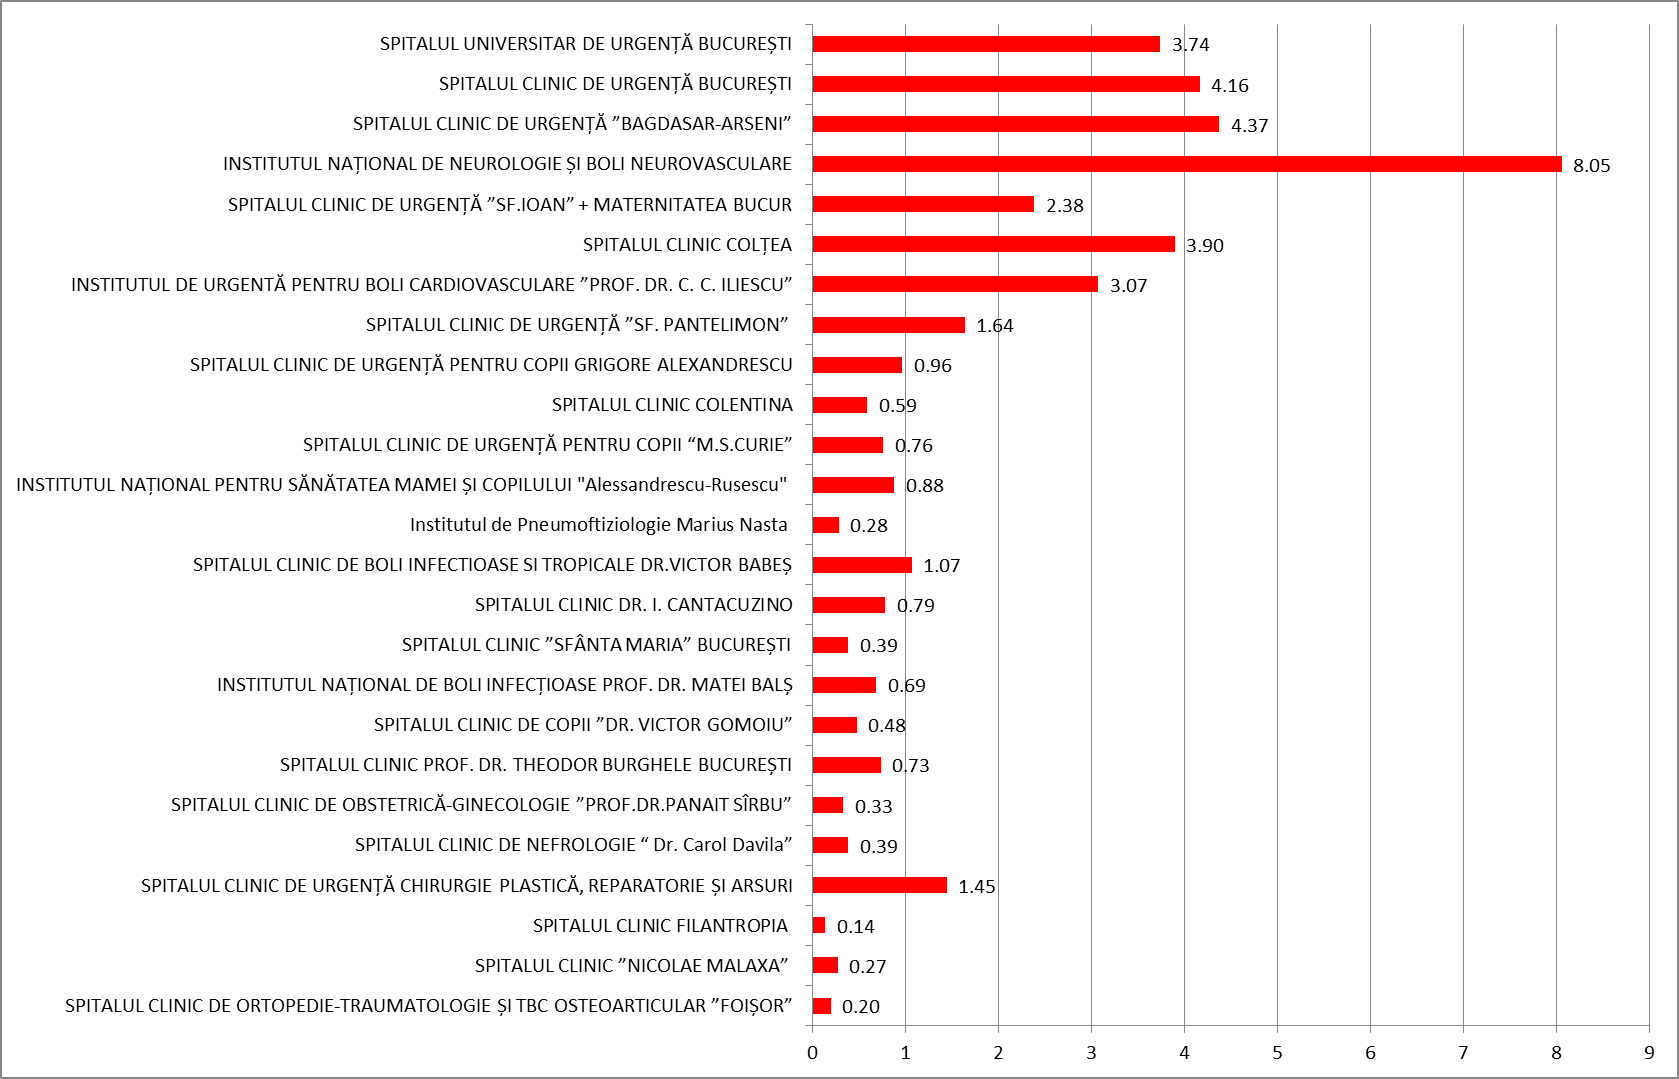 SPITALUL UNIVERSITAR DE URGENȚĂ BUCUREȘTI 3.74
SPITALUL CLINIC DE URGENȚĂ BUCUREȘTI 4.16
SPITALUL CLINIC DE URGENȚĂ ”BAGDASAR-ARSENI” 4.37
INSTITUTUL NAȚIONAL DE NEUROLOGIE ȘI BOLI NEUROVASCULARE 8.05
SPITALUL CLINIC DE URGENȚĂ ”SF.IOAN” + MATERNITATEA BUCUR 2.38
SPITALUL CLINIC COLȚEA 3.90
INSTITUTUL DE URGENTĂ PENTRU BOLI CARDIOVASCULARE ”PROF. DR. C. C. ILIESCU” 3.07
SPITALUL CLINIC DE URGENȚĂ ”SF. PANTELIMON” 1.64
SPITALUL CLINIC DE URGENȚĂ PENTRU COPII GRIGORE ALEXANDRESCU 0.96
SPITALUL CLINIC COLENTINA 0.59
SPITALUL CLINIC DE URGENȚĂ PENTRU COPII “M.S.CURIE” 0.76
INSTITUTUL NAȚIONAL PENTRU SĂNĂTATEA MAMEI ȘI COPILULUI "Alessandrescu-Rusescu" 0.88
Institutul de Pneumoftiziologie Marius Nasta 0.28
SPITALUL CLINIC DE BOLI INFECTIOASE SI TROPICALE DR.VICTOR BABEȘ 1.07
SPITALUL CLINIC DR. I. CANTACUZINO 0.79
SPITALUL CLINIC ”SFÂNTA MARIA” BUCUREȘTI 0.39
INSTITUTUL NAȚIONAL DE BOLI INFECȚIOASE PROF. DR. MATEI BALȘ 0.69
SPITALUL CLINIC DE COPII ”DR. VICTOR GOMOIU” 0.48
SPITALUL CLINIC PROF. DR. THEODOR BURGHELE BUCUREȘTI 0.73
SPITALUL CLINIC DE OBSTETRICĂ-GINECOLOGIE ”PROF.DR.PANAIT SÎRBU” 0.33
SPITALUL CLINIC DE NEFROLOGIE “ Dr. Carol Davila” 0.39
SPITALUL CLINIC DE URGENȚĂ CHIRURGIE PLASTICĂ, REPARATORIE ȘI ARSURI 1.45
SPITALUL CLINIC FILANTROPIA 0.14
SPITALUL CLINIC ”NICOLAE MALAXA” 0.27
SPITALUL CLINIC DE ORTOPEDIE-TRAUMATOLOGIE ȘI TBC OSTEOARTICULAR ”FOIȘOR” 0.20
0 1 2 3 4 5 6 7 8 9